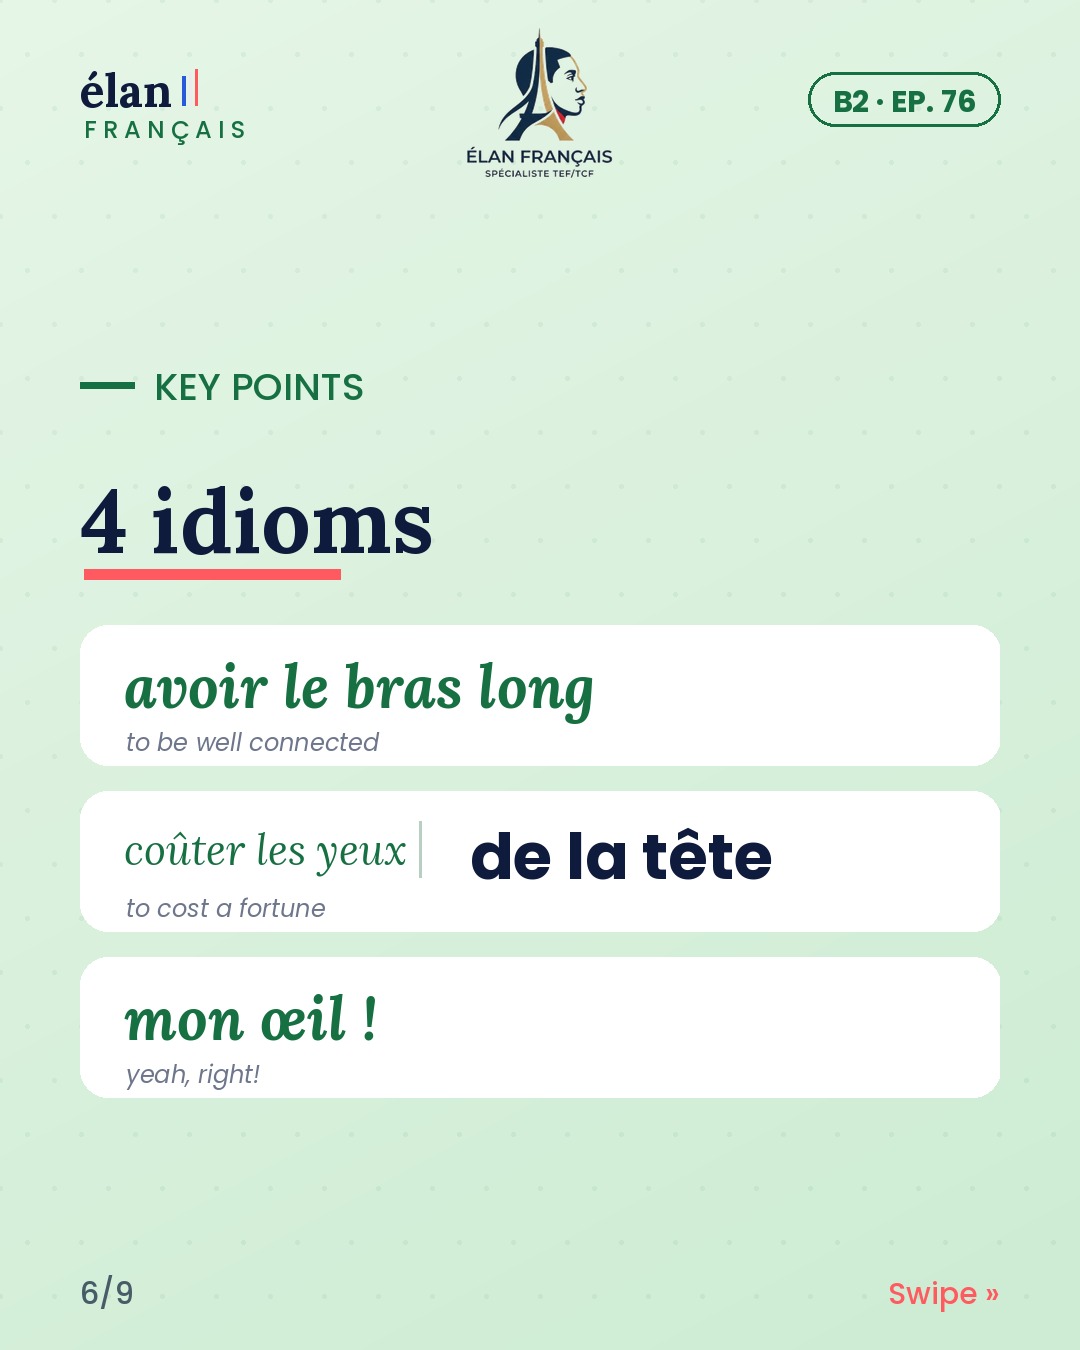 élan
FRANÇAIS
ÉLAN FRANÇAIS
SPÉCIALISTE TEF/TCF
B2 · EP. 76
KEY POINTS
4 idioms
avoir le bras long
to be well connected
coûter les yeux de la tête
to cost a fortune
mon œil !
yeah, right!
6/9
Swipe »